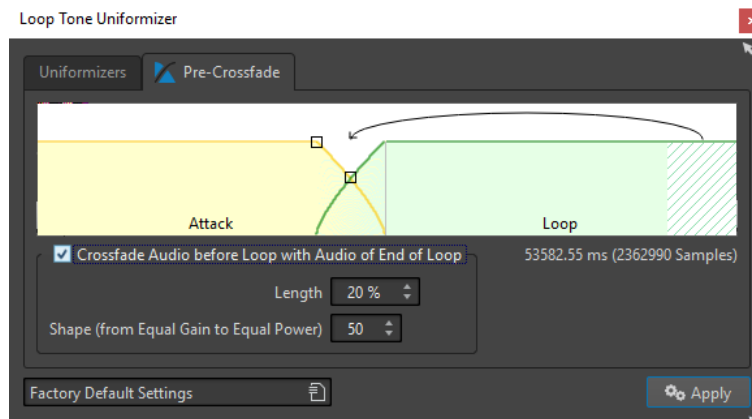 Loop Tone Uniformizer
Uniformizers
Pre-Crossfade
Attack
Loop
Crossfade Audio before Loop with Audio of End of Loop
53582.55 ms (2362990 Samples)
Length
20 %
Shape (from Equal Gain to Equal Power)
50
Factory Default Settings
Apply